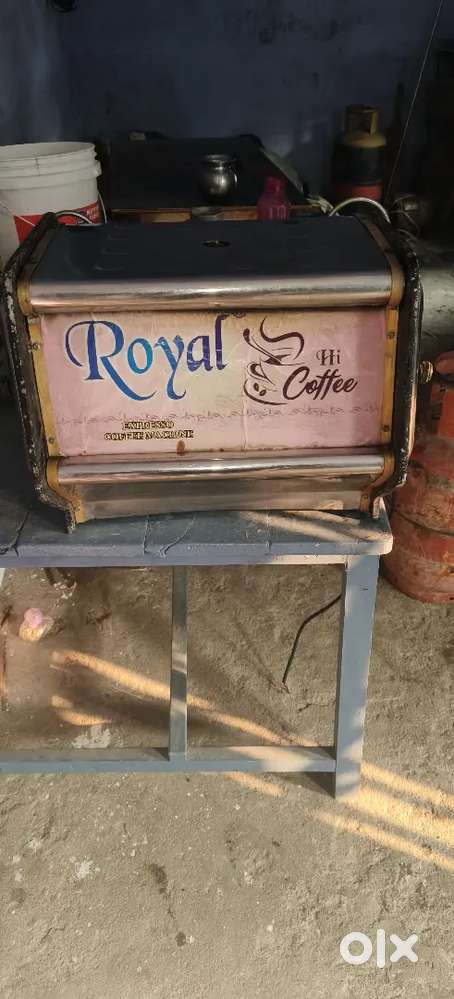 Royal
Hi
Coffee
EXPRESSO
COFFEE MACHINE
olx